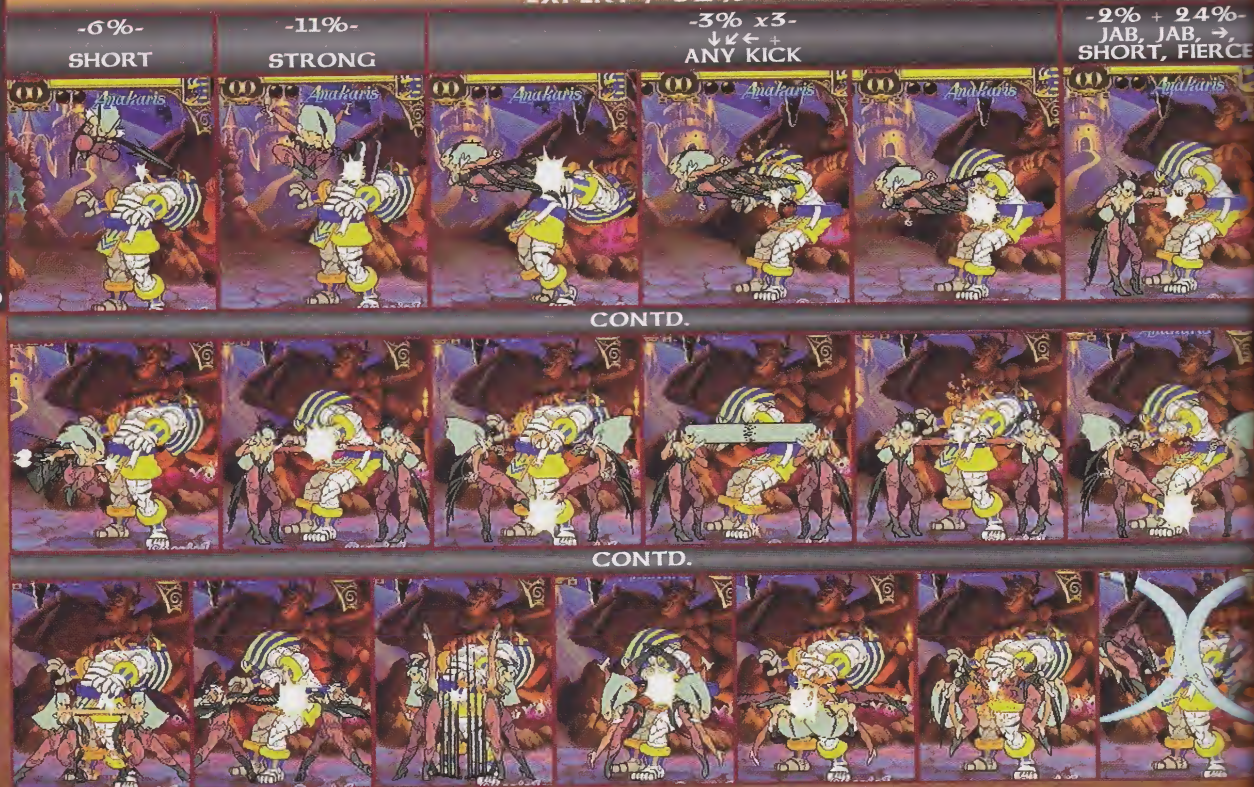 -6%-
SHORT
-11%-
STRONG
-3% x3-
↓↙← +
ANY KICK
-2% + 24%-
JAB, JAB, →,
SHORT, FIERCE
Anakaris
Anakaris
Anakaris
Anakaris
Anakaris
Anakaris
CONTD.
CONTD.